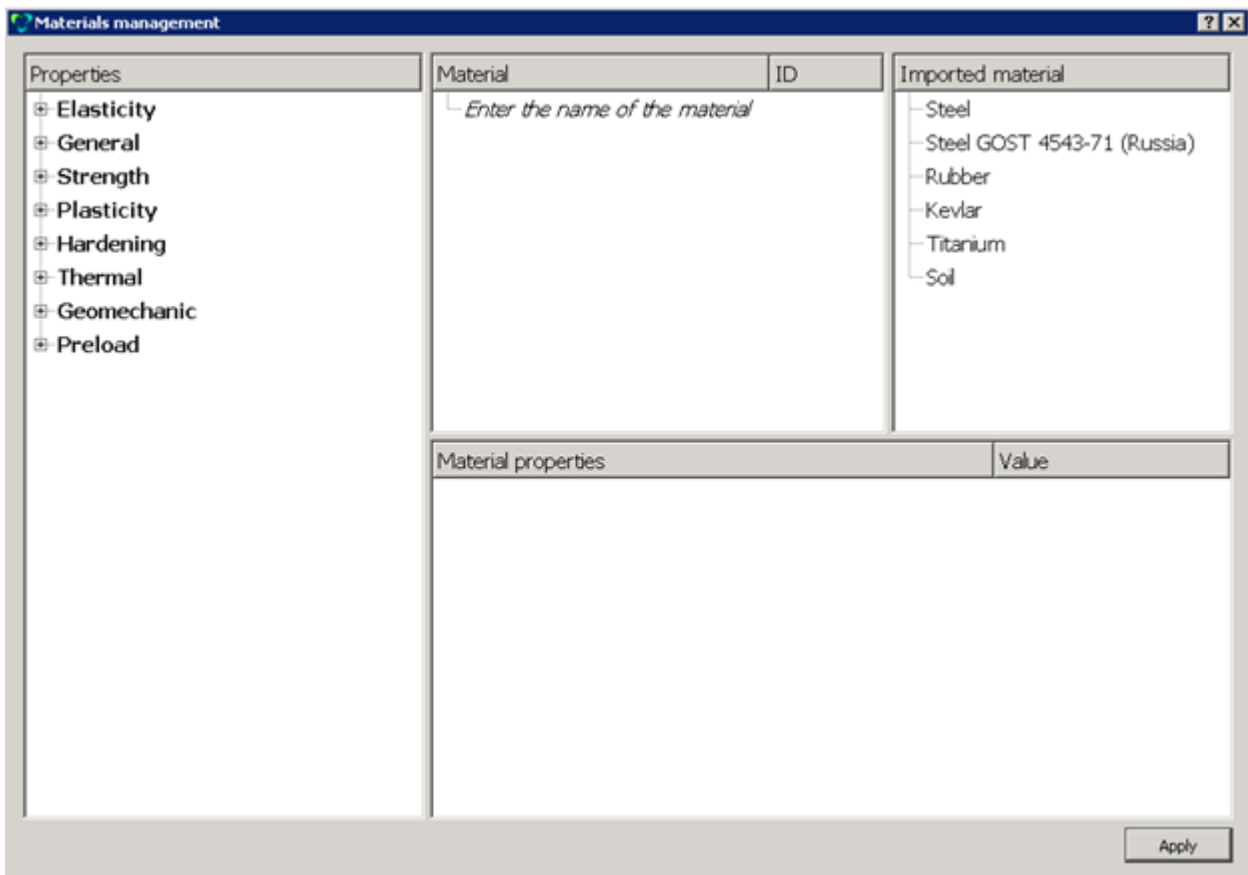 Materials management
Properties
Elasticity
General
Strength
Plasticity
Hardening
Thermal
Geomechanic
Preload
Material ID
Enter the name of the material
Imported material
Steel
Steel GOST 4543-71 (Russia)
Rubber
Kevlar
Titanium
Soil
Material properties Value
Apply